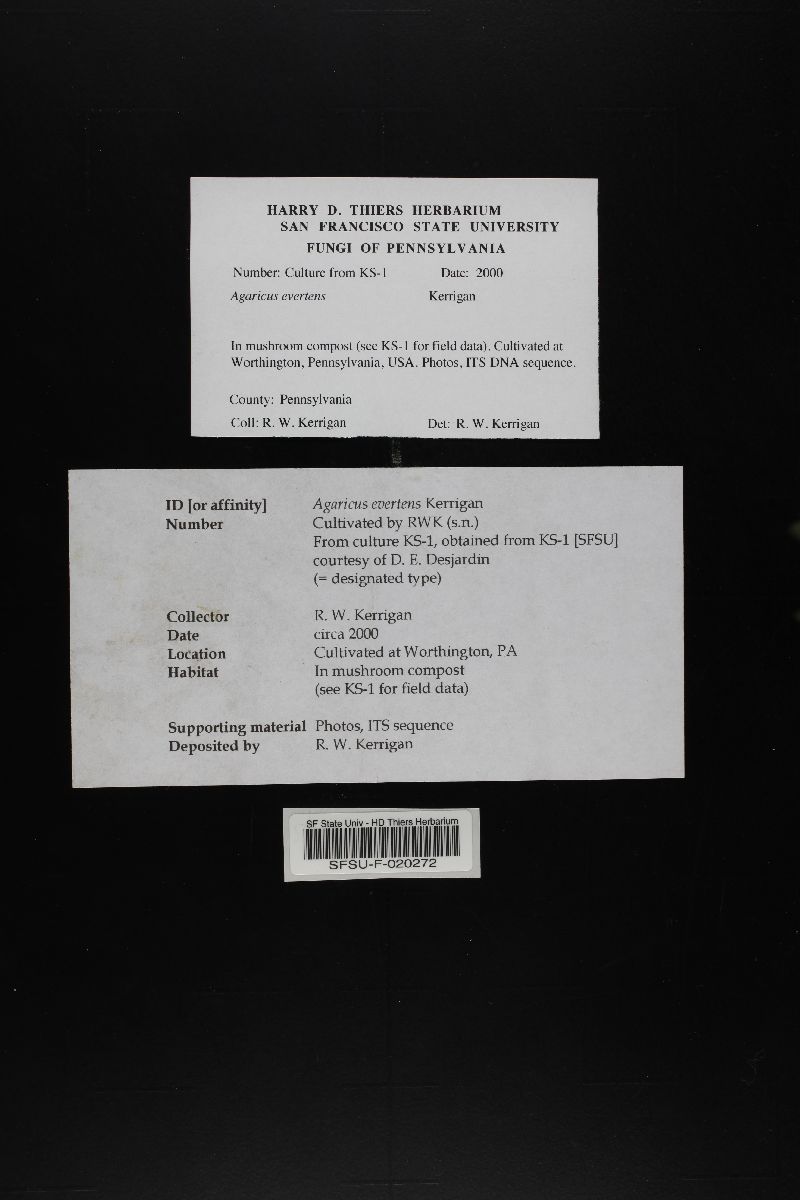 HARRY D. THIERS HERBARIUM
SAN FRANCISCO STATE UNIVERSITY
FUNGI OF PENNSYLVANIA
Number: Culture from KS-1 Date: 2000
Agaricus evertens Kerrigan
In mushroom compost (see KS-1 for field data). Cultivated at
Worthington, Pennsylvania, USA. Photos, ITS DNA sequence.
County: Pennsylvania
Coll: R. W. Kerrigan Det: R. W. Kerrigan
ID [or affinity] Agaricus evertens Kerrigan
Number Cultivated by RWK (s.n.)
From culture KS-1, obtained from KS-1 [SFSU]
courtesy of D. E. Desjardin
(= designated type)
Collector R. W. Kerrigan
Date circa 2000
Location Cultivated at Worthington, PA
Habitat In mushroom compost
(see KS-1 for field data)
Supporting material Photos, ITS sequence
Deposited by R. W. Kerrigan
SF State Univ - HD Thiers Herbarium
SFSU-F-020272